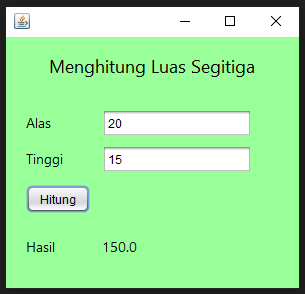 Menghitung Luas Segitiga
Alas 20
Tinggi 15
Hitung
Hasil 150.0